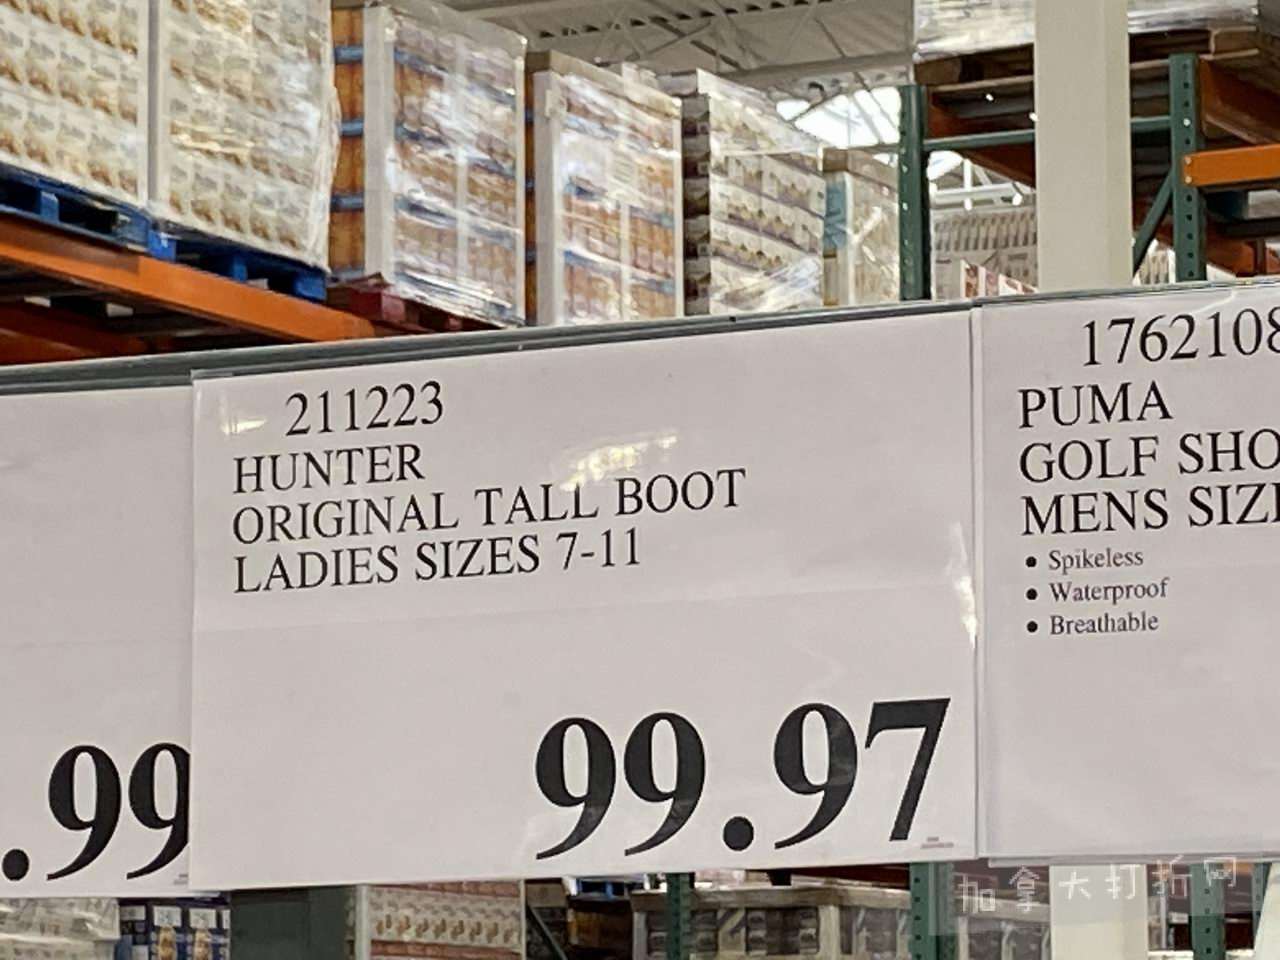 .99
211223
HUNTER
ORIGINAL TALL BOOT
LADIES SIZES 7-11
99.97
1762108
PUMA
GOLF SHO
MENS SIZ
• Spikeless
• Waterproof
• Breathable
加拿大打折网